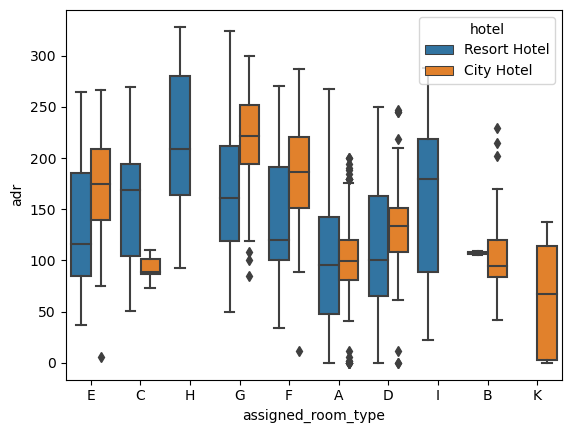 hotel
Resort Hotel
City Hotel
300
250
200
150
100
50
0
adr
E C H G F A D I B K
assigned_room_type